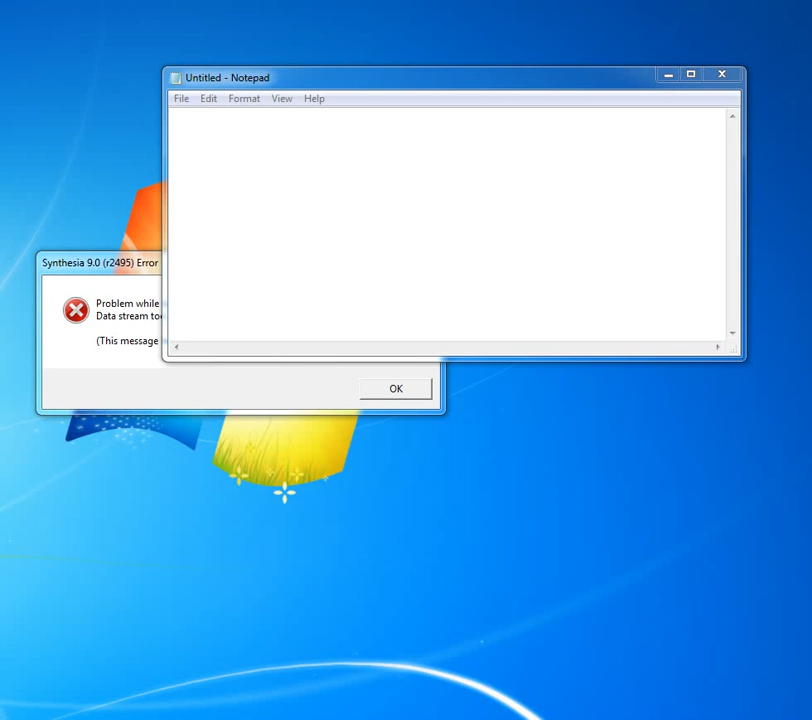 Untitled - Notepad
File Edit Format View Help
Synthesia 9.0 (r2495) Error
Problem while
Data stream
(This message
OK